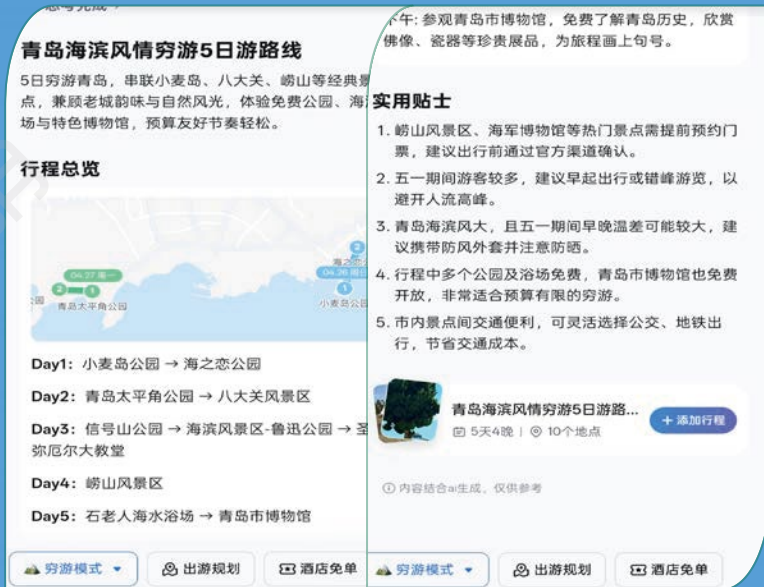 青岛海滨风情穷游5日游路线
5日穷游青岛，串联小麦岛、八大关、崂山等经典景
点，兼顾老城韵味与自然风光，体验免费公园、海
场与特色博物馆，预算友好节奏轻松。
行程总览
04.27 周一
2
1
青岛太平角公园
2
1
小麦岛公园
Day1：小麦岛公园 → 海之恋公园
Day2：青岛太平角公园 → 八大关风景区
Day3：信号山公园 → 海滨风景区-鲁迅公园 → 圣
弥厄尔大教堂
Day4：崂山风景区
Day5：石老人海水浴场 → 青岛市博物馆
穷游模式
出游规划
酒店免单
下午: 参观青岛市博物馆，免费了解青岛历史，欣赏
佛像、瓷器等珍贵展品，为旅程画上句号。
实用贴士
1. 崂山风景区、海军博物馆等热门景点需提前预约门
票，建议出行前通过官方渠道确认。
2. 五一期间游客较多，建议早起出行或错峰游览，以
避开人流高峰。
3. 青岛海滨风大，且五一期间早晚温差可能较大，建
议携带防风外套并注意防晒。
4. 行程中多个公园及浴场免费，青岛市博物馆也免费
开放，非常适合预算有限的穷游。
5. 市内景点间交通便利，可灵活选择公交、地铁出
行，节省交通成本。
青岛海滨风情穷游5日游路...
5天4晚 | 10个地点
+ 添加行程
内容结合ai生成，仅供参考
穷游模式
出游规划
酒店免单